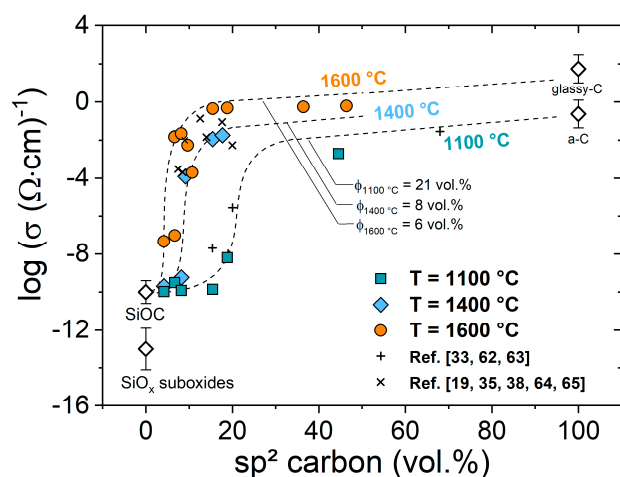 log (σ (Ω·cm)⁻¹)
4
0
-4
-8
-12
-16
1600 °C
1400 °C
1100 °C
glassy-C
a-C
ϕ1100 °C = 21 vol.%
ϕ1400 °C = 8 vol.%
ϕ1600 °C = 6 vol.%
SiOC
SiOx suboxides
T = 1100 °C
T = 1400 °C
T = 1600 °C
Ref. [33, 62, 63]
Ref. [19, 35, 38, 64, 65]
0 20 40 60 80 100
sp² carbon (vol.%)